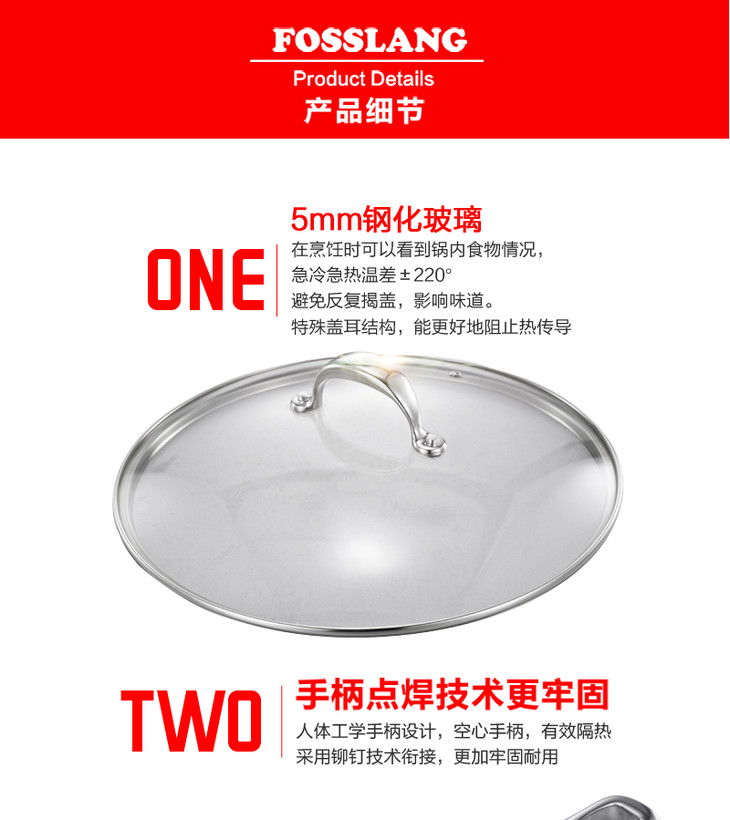 FOSSLANG
Product Details
产品细节
ONE
5mm钢化玻璃
在烹饪时可以看到锅内食物情况，
急冷急热温差±220°
避免反复揭盖，影响味道。
特殊盖耳结构，能更好地阻止热传导
TWO
手柄点焊技术更牢固
人体工学手柄设计，空心手柄，有效隔热
采用铆钉技术衔接，更加牢固耐用